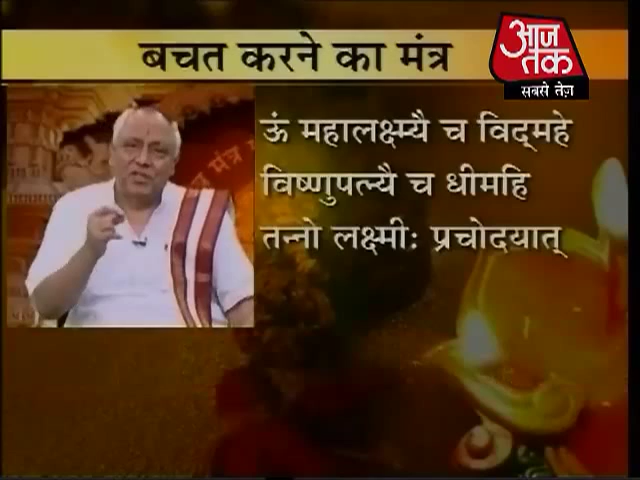 बचत करने का मंत्र
आज
तक
सबसे तेज़
ऊं महालक्ष्म्यै च विद्महे
विष्णुपत्न्यै च धीमहि
तन्नो लक्ष्मीः प्रचोदयात्
मंत्र